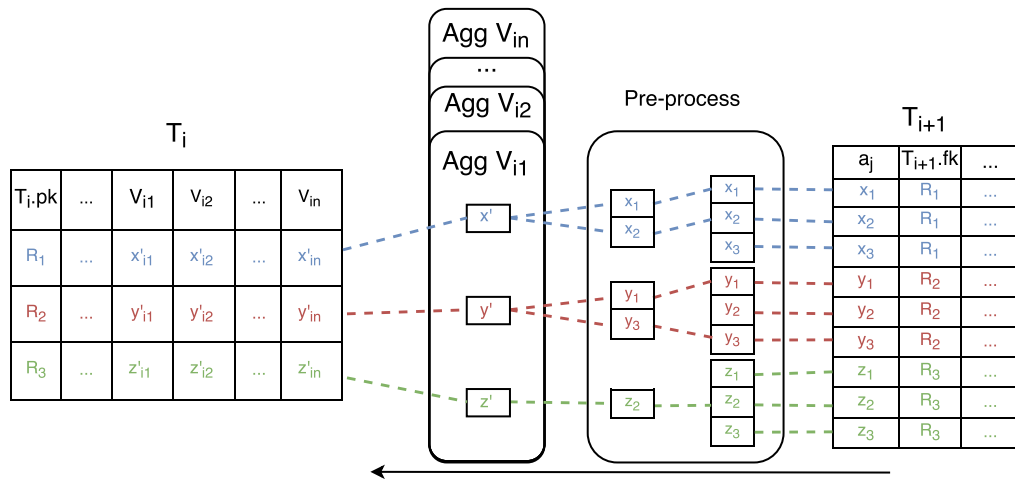 T_i
T_i.pk ... V_i1 V_i2 ... V_in
R_1 ... x'_i1 x'_i2 ... x'_in
R_2 ... y'_i1 y'_i2 ... y'_in
R_3 ... z'_i1 z'_i2 ... z'_in
Agg V_in
...
Agg V_i2
Agg V_i1
x'
y'
z'
Pre-process
x_1
x_2
y_1
y_3
z_2
x_1
x_2
x_3
y_1
y_2
y_3
z_1
z_2
z_3
T_i+1
a_j T_i+1.fk ...
x_1 R_1 ...
x_2 R_1 ...
x_3 R_1 ...
y_1 R_2 ...
y_2 R_2 ...
y_3 R_2 ...
z_1 R_3 ...
z_2 R_3 ...
z_3 R_3 ...